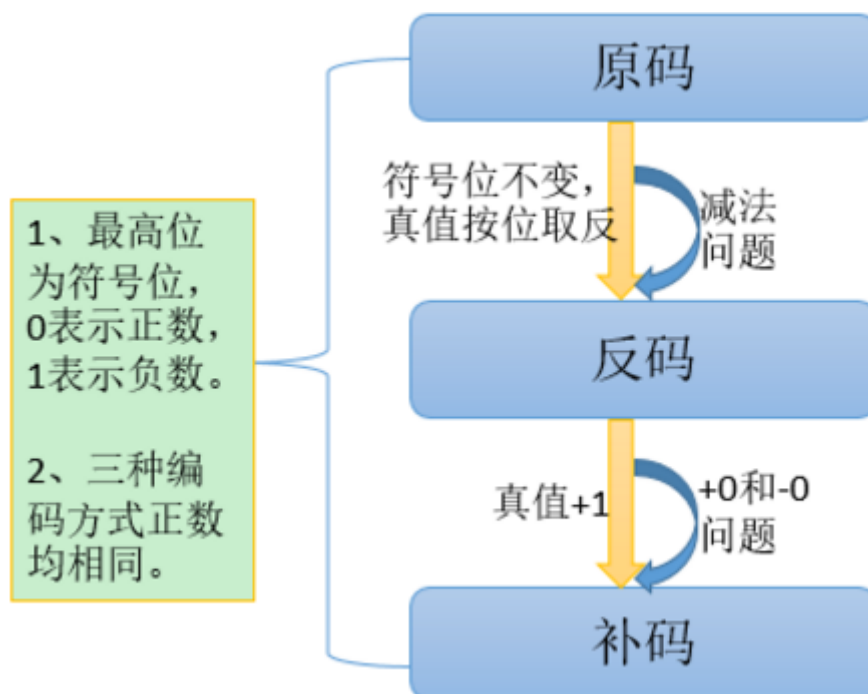 原码
符号位不变，
真值按位取反
减法
问题
1、最高位
为符号位，
0表示正数，
1表示负数。
2、三种编
码方式正数
均相同。
反码
真值+1
+0和-0
问题
补码